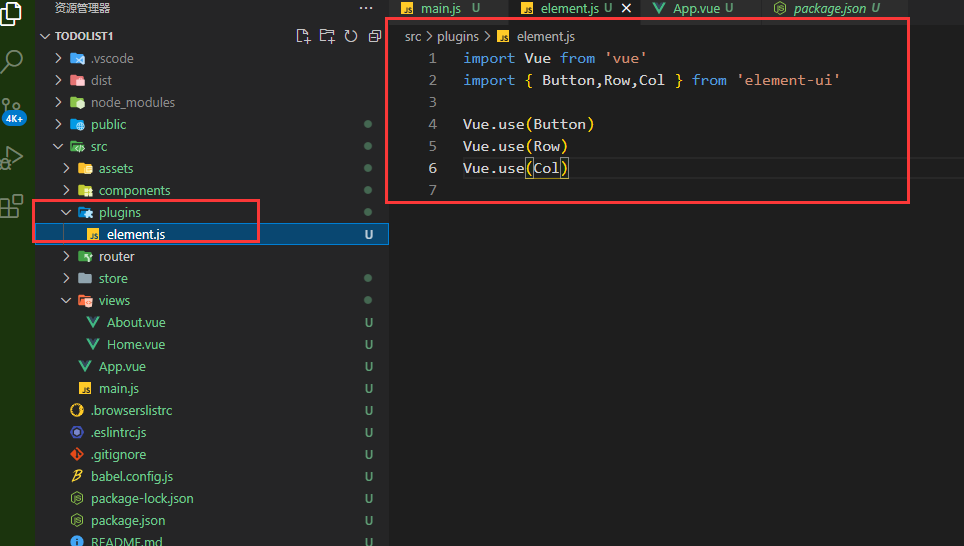 资源管理器
TODOLIST1
.vscode
dist
node_modules
public
src
assets
components
plugins
element.js U
router
store
views
About.vue U
Home.vue U
App.vue U
main.js U
.browserslistrc U
.eslintrc.js U
.gitignore U
babel.config.js U
package-lock.json U
package.json U
README.md U
4K+
main.js U
element.js U
App.vue U
package.json U
src > plugins > JS element.js
1 import Vue from 'vue'
2 import { Button,Row,Col } from 'element-ui'
3
4 Vue.use(Button)
5 Vue.use(Row)
6 Vue.use(Col)
7